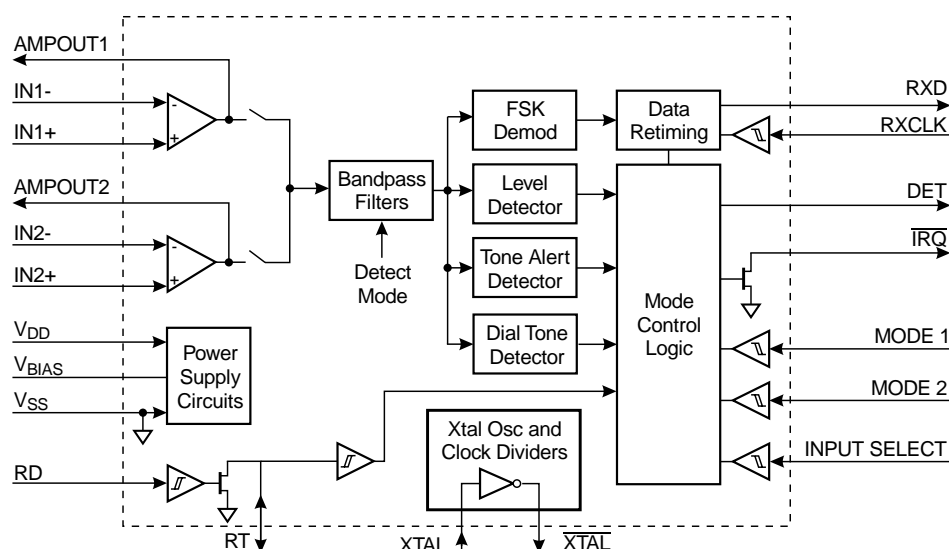 AMPOUT1
IN1-
IN1+
-
+
AMPOUT2
IN2-
IN2+
-
+
Bandpass
Filters
Detect
Mode
FSK
Demod
Level
Detector
Tone Alert
Detector
Dial Tone
Detector
Data
Retiming
Mode
Control
Logic
RXD
RXCLK
DET
IRQ
MODE 1
MODE 2
INPUT SELECT
VDD
VBIAS
VSS
Power
Supply
Circuits
RD
Xtal Osc and
Clock Dividers
RT
XTAL
XTAL